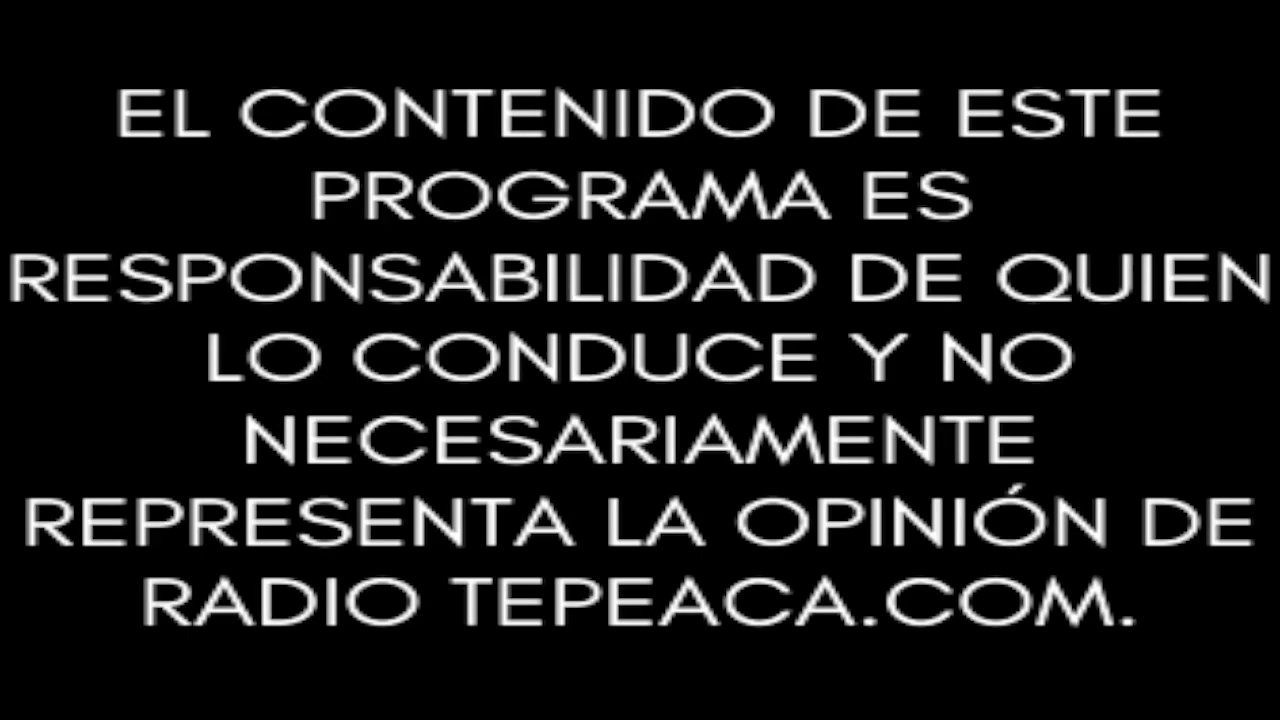 EL CONTENIDO DE ESTE
PROGRAMA ES
RESPONSABILIDAD DE QUIEN
LO CONDUCE Y NO
NECESARIAMENTE
REPRESENTA LA OPINIÓN DE
RADIO TEPEACA.COM.